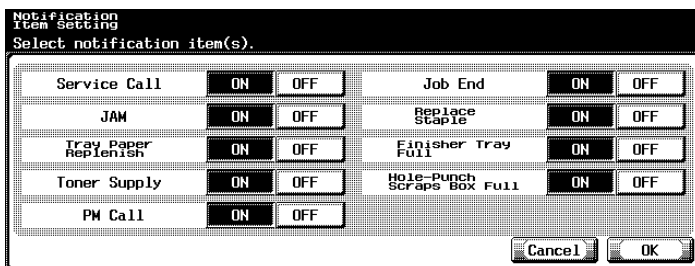 Notification
Item Setting
Select notification item(s).
Service Call ON OFF Job End ON OFF
JAM ON OFF Replace Staple ON OFF
Tray Paper Replenish ON OFF Finisher Tray Full ON OFF
Toner Supply ON OFF Hole-Punch Scraps Box Full ON OFF
PM Call ON OFF
Cancel OK